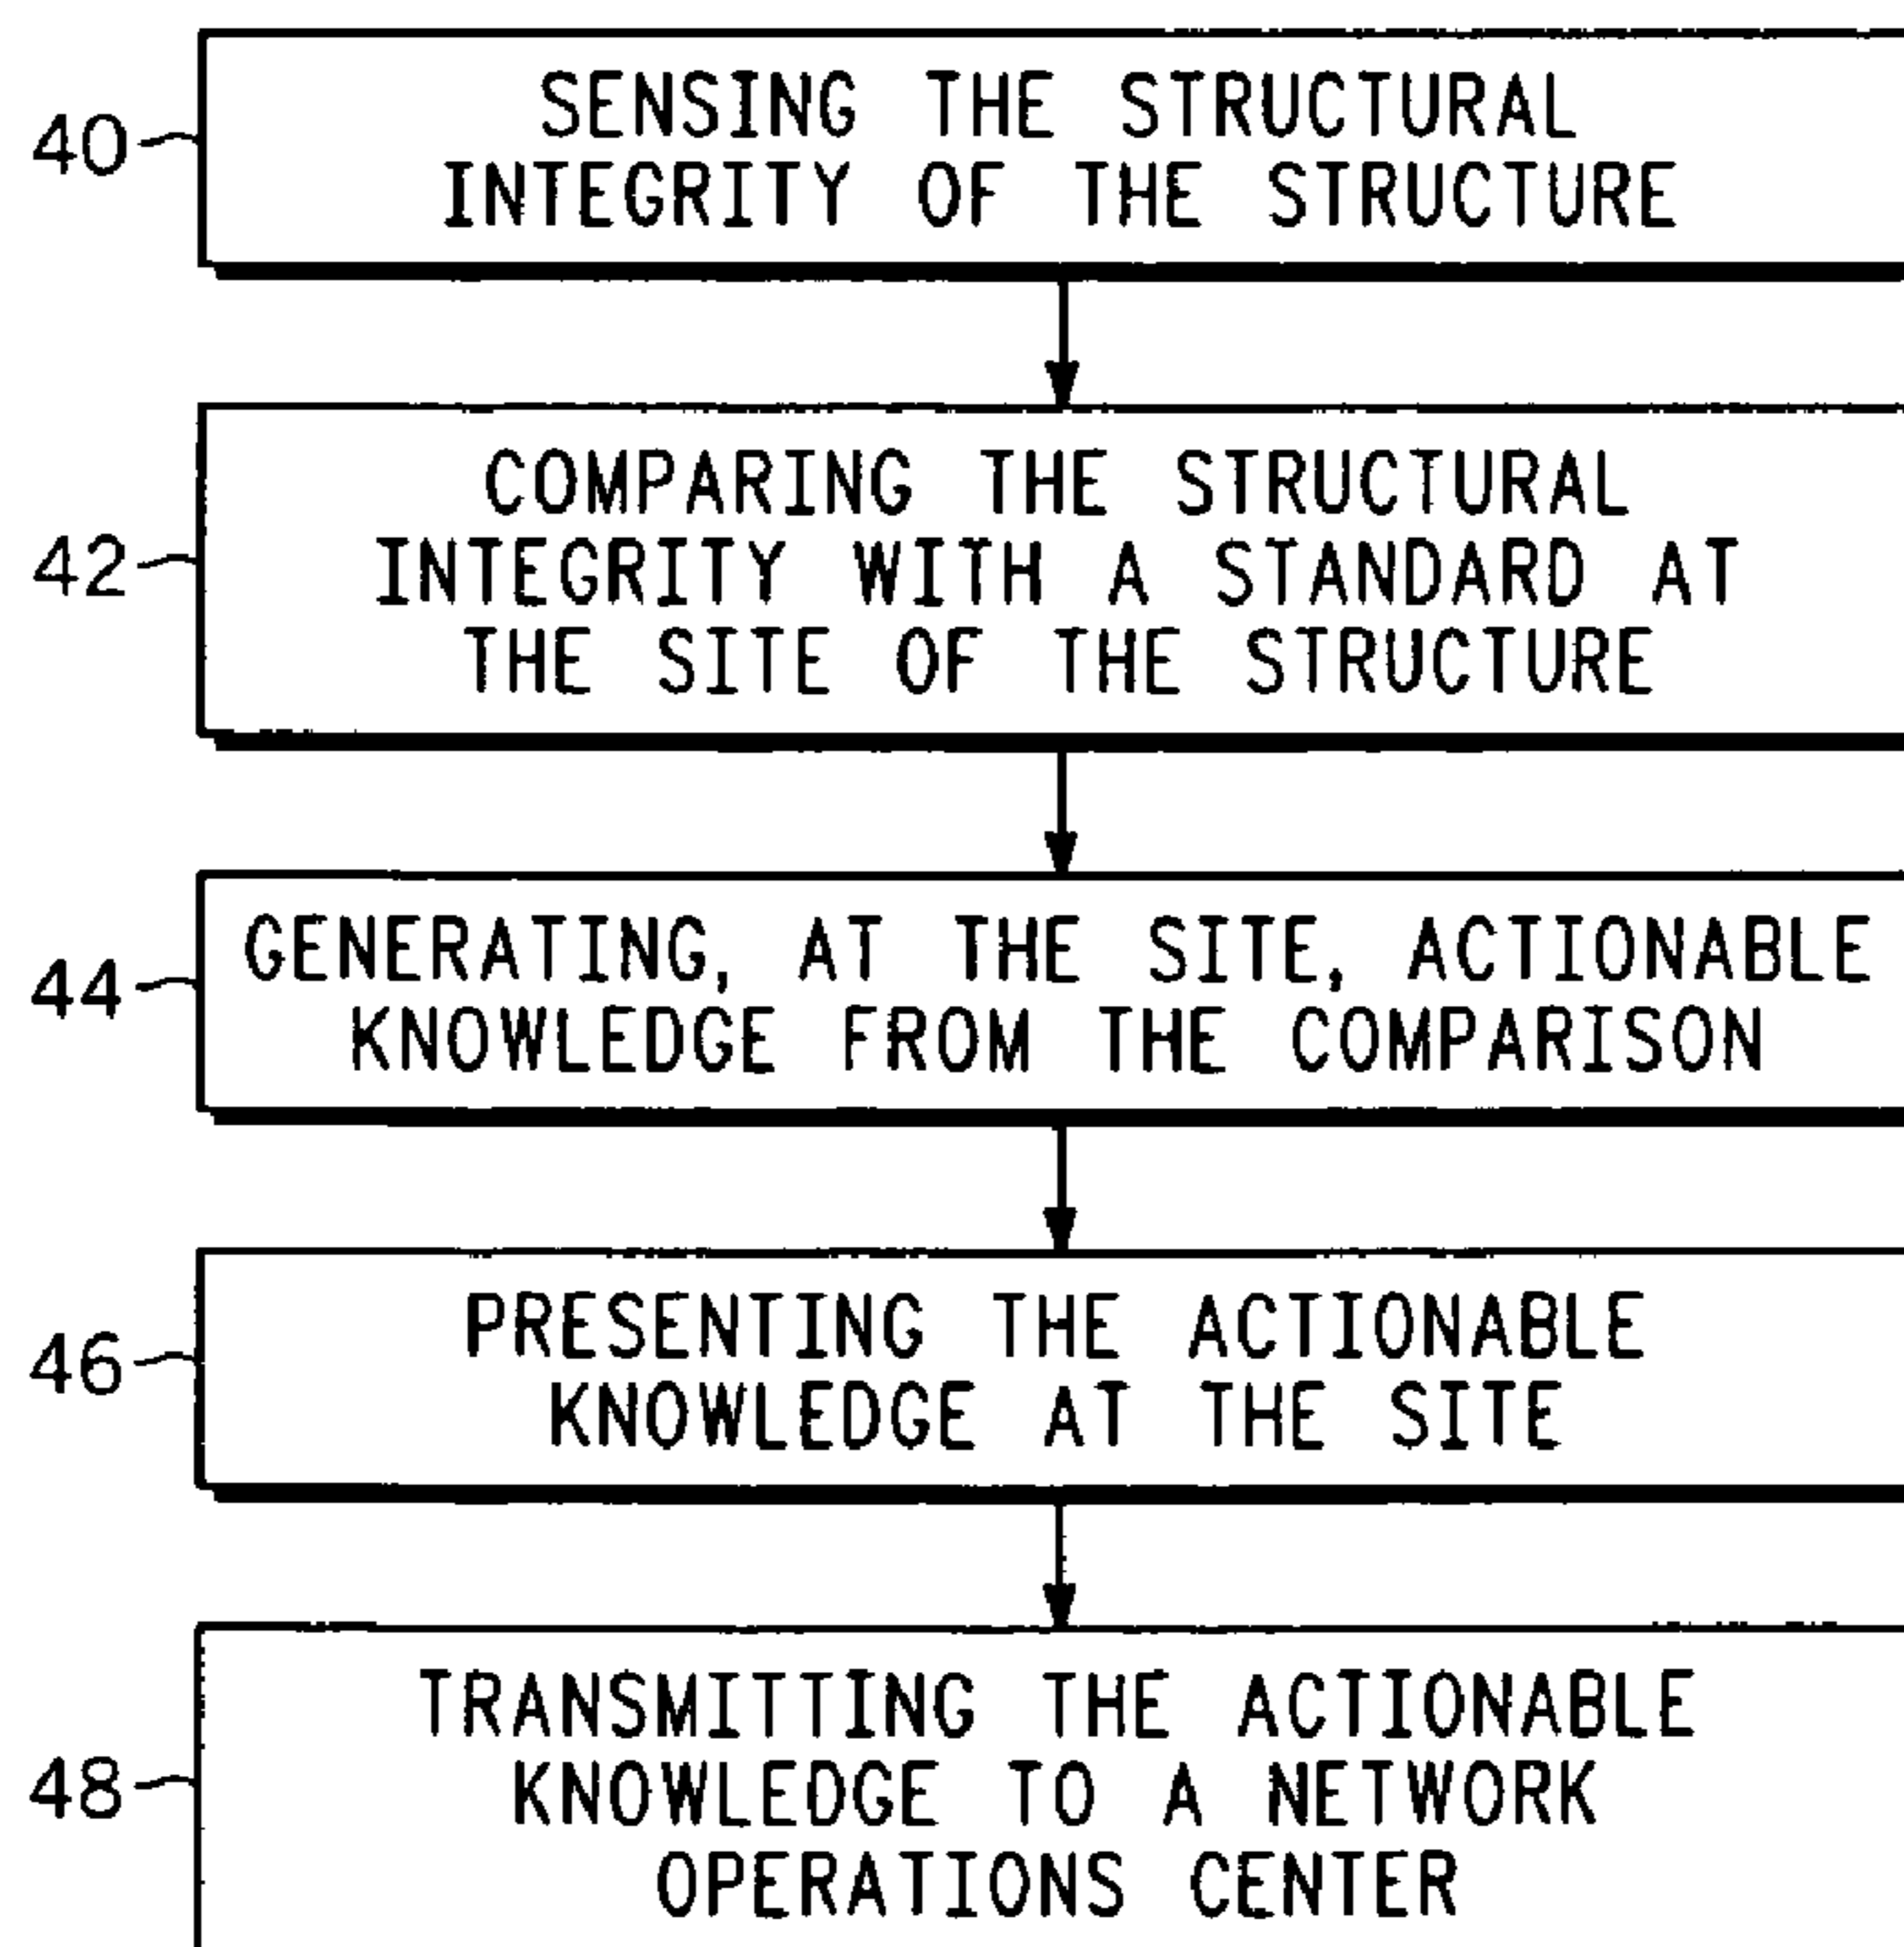 40
SENSING THE STRUCTURAL
INTEGRITY OF THE STRUCTURE
42
COMPARING THE STRUCTURAL
INTEGRITY WITH A STANDARD AT
THE SITE OF THE STRUCTURE
44
GENERATING, AT THE SITE, ACTIONABLE
KNOWLEDGE FROM THE COMPARISON
46
PRESENTING THE ACTIONABLE
KNOWLEDGE AT THE SITE
48
TRANSMITTING THE ACTIONABLE
KNOWLEDGE TO A NETWORK
OPERATIONS CENTER